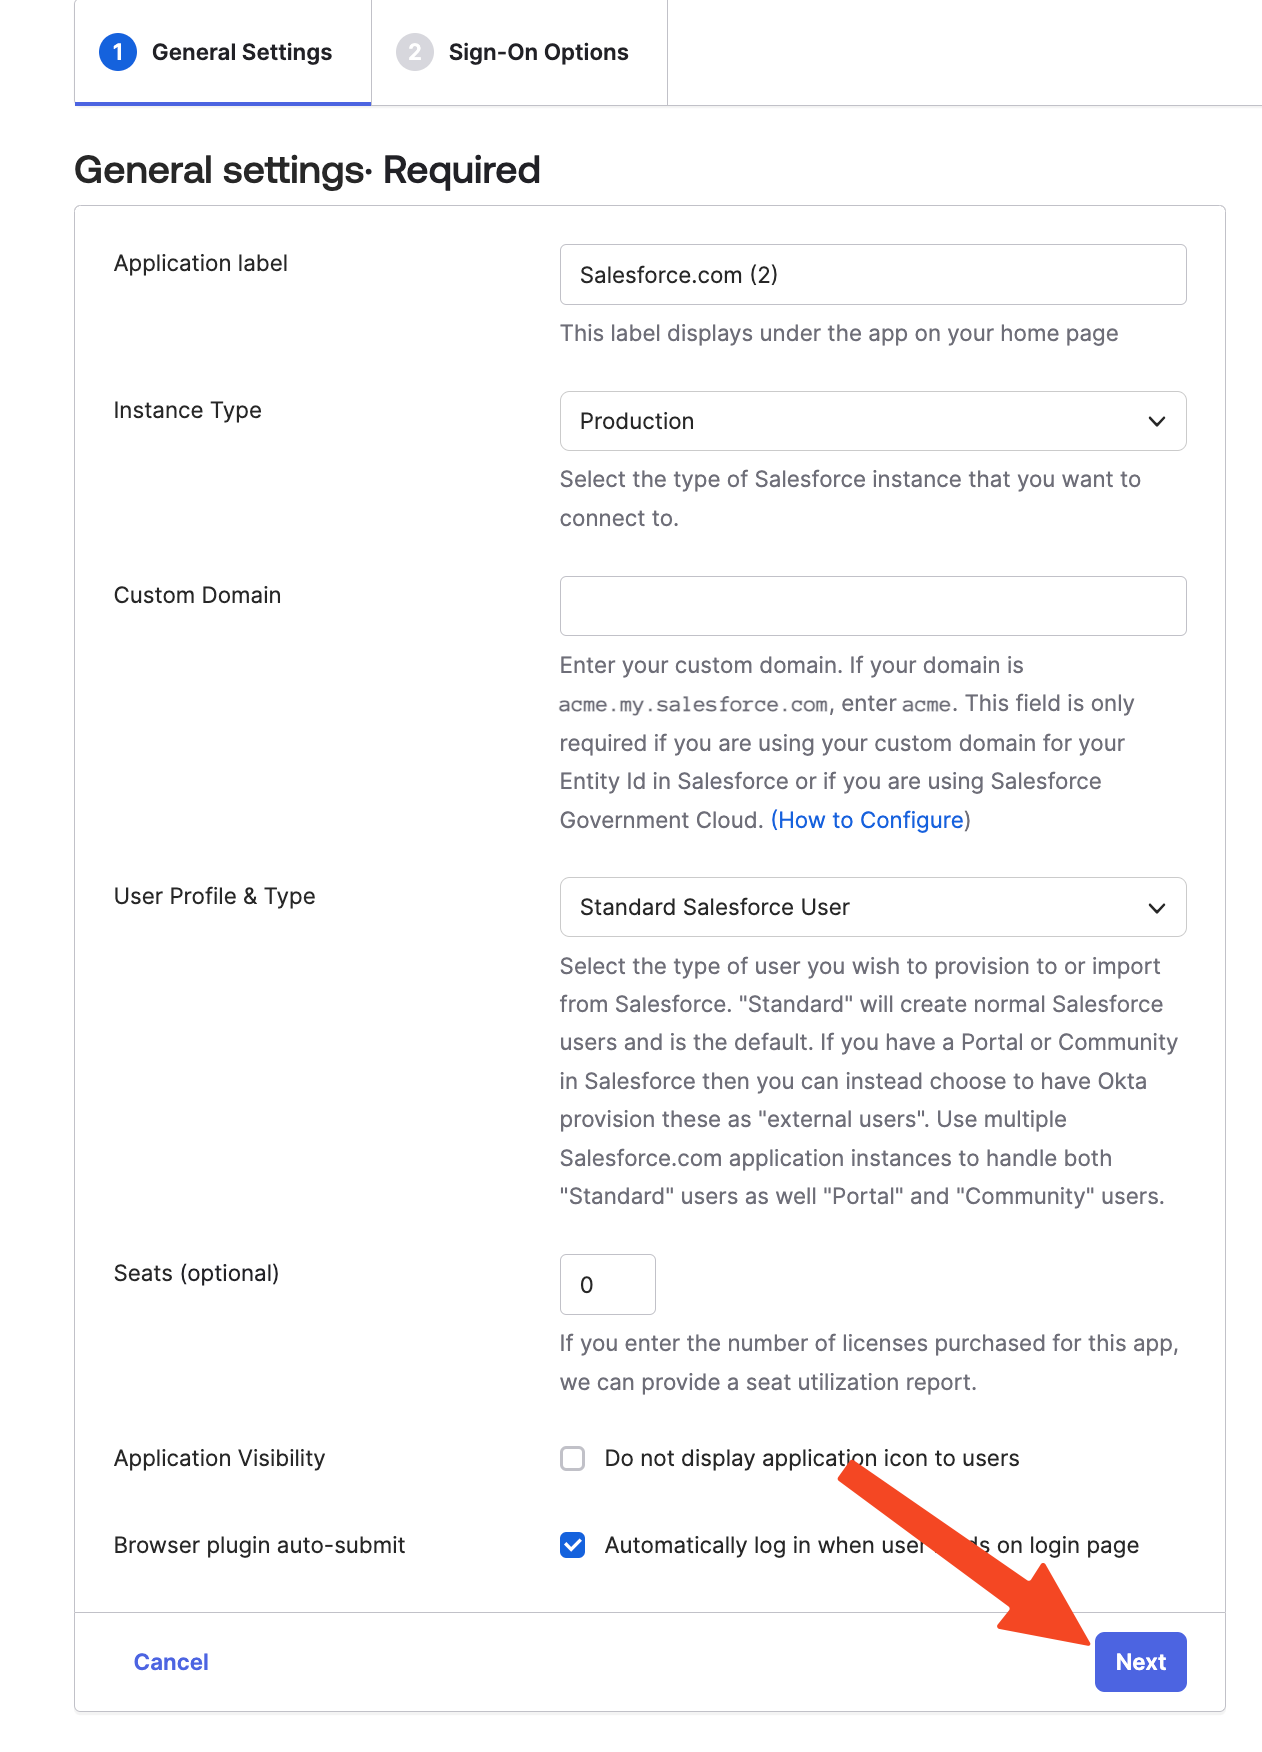 1 General Settings
2 Sign-On Options
General settings· Required
Application label
Salesforce.com (2)
This label displays under the app on your home page
Instance Type
Production
Select the type of Salesforce instance that you want to
connect to.
Custom Domain
Enter your custom domain. If your domain is
acme.my.salesforce.com, enter acme. This field is only
required if you are using your custom domain for your
Entity Id in Salesforce or if you are using Salesforce
Government Cloud. (How to Configure)
User Profile & Type
Standard Salesforce User
Select the type of user you wish to provision to or import
from Salesforce. "Standard" will create normal Salesforce
users and is the default. If you have a Portal or Community
in Salesforce then you can instead choose to have Okta
provision these as "external users". Use multiple
Salesforce.com application instances to handle both
"Standard" users as well "Portal" and "Community" users.
Seats (optional)
0
If you enter the number of licenses purchased for this app,
we can provide a seat utilization report.
Application Visibility
Do not display application icon to users
Browser plugin auto-submit
Automatically log in when user on login page
Cancel
Next